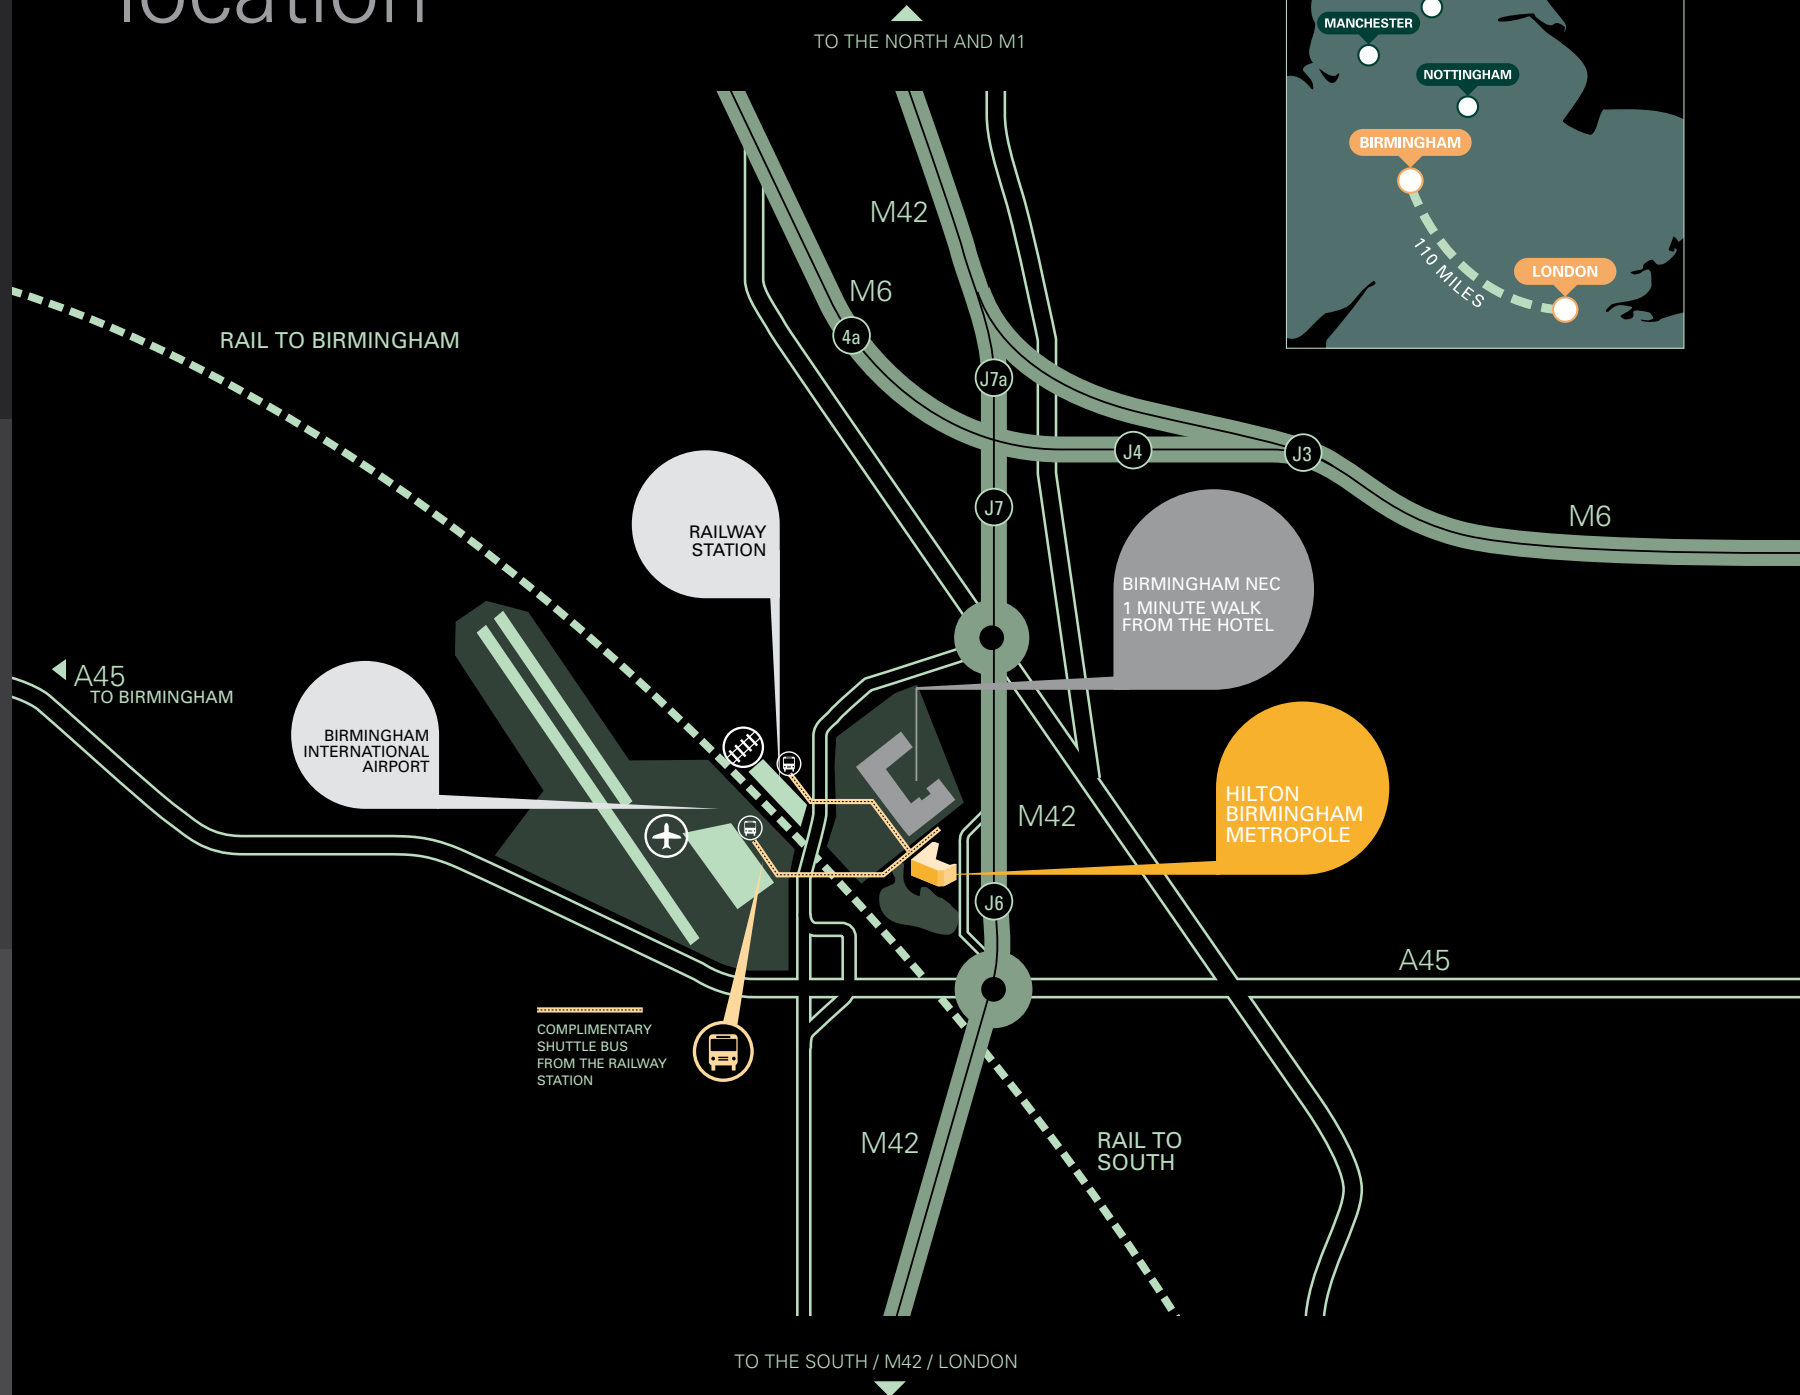 location
TO THE NORTH AND M1
MANCHESTER
NOTTINGHAM
BIRMINGHAM
110 MILES
LONDON
M42
M6
4a
RAIL TO BIRMINGHAM
J7a
J4
J3
J7
M6
RAILWAY
STATION
BIRMINGHAM NEC
1 MINUTE WALK
FROM THE HOTEL
A45
TO BIRMINGHAM
BIRMINGHAM
INTERNATIONAL
AIRPORT
HILTON
BIRMINGHAM
METROPOLE
M42
J6
A45
COMPLIMENTARY
SHUTTLE BUS
FROM THE RAILWAY
STATION
M42
RAIL TO
SOUTH
TO THE SOUTH / M42 / LONDON